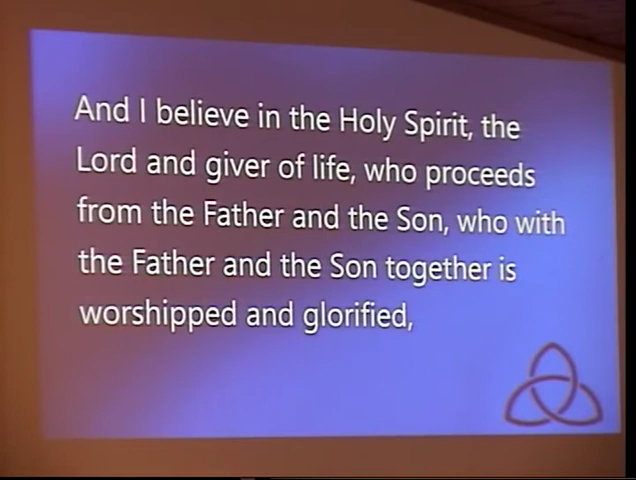 And I believe in the Holy Spirit, the
Lord and giver of life, who proceeds
from the Father and the Son, who with
the Father and the Son together is
worshipped and glorified,